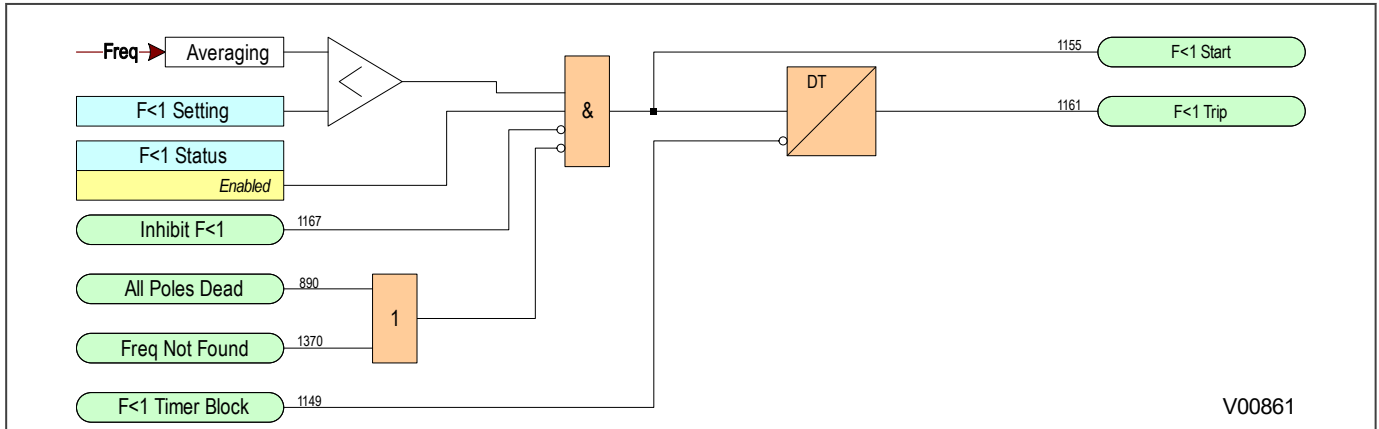 Freq
Averaging
<
F<1 Setting
F<1 Status
Enabled
Inhibit F<1
1167
All Poles Dead
890
1
Freq Not Found
1370
F<1 Timer Block
1149
&
DT
1155
F<1 Start
1161
F<1 Trip
V00861